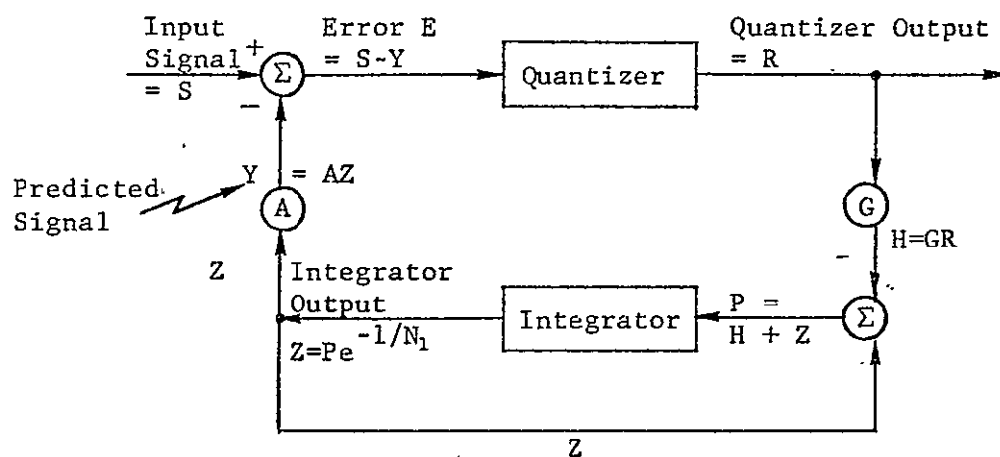 Input
Signal +
= S
Σ
−
Error E
= S-Y
Quantizer
Quantizer Output
= R
Predicted
Signal
Y = AZ
A
G
H=GR
−
Z
Integrator
Output
Z=Pe^-1/N₁
Integrator
P =
H + Z
Σ
Z